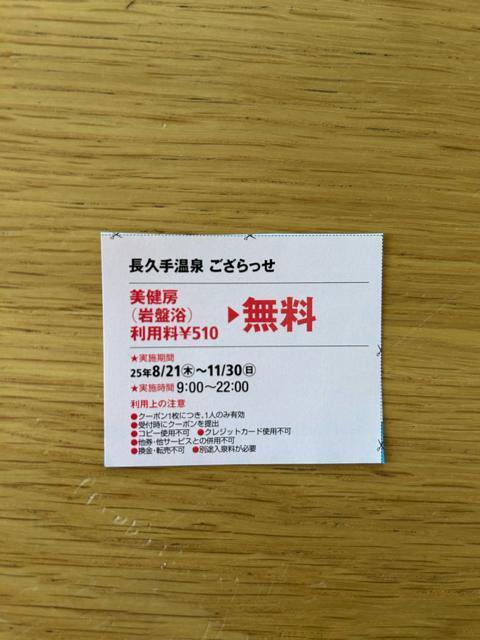 長久手温泉 ござらっせ
美健房
(岩盤浴)
利用料¥510
▶無料
★実施期間
25年8/21㊍〜11/30㊐
★実施時間 9:00〜22:00
利用上の注意
●クーポン1枚につき、1人のみ有効
●受付時にクーポンを提出
●コピー使用不可 ●クレジットカード使用不可
●他券・他サービスとの併用不可
●換金・転売不可 ●別途入泉料が必要